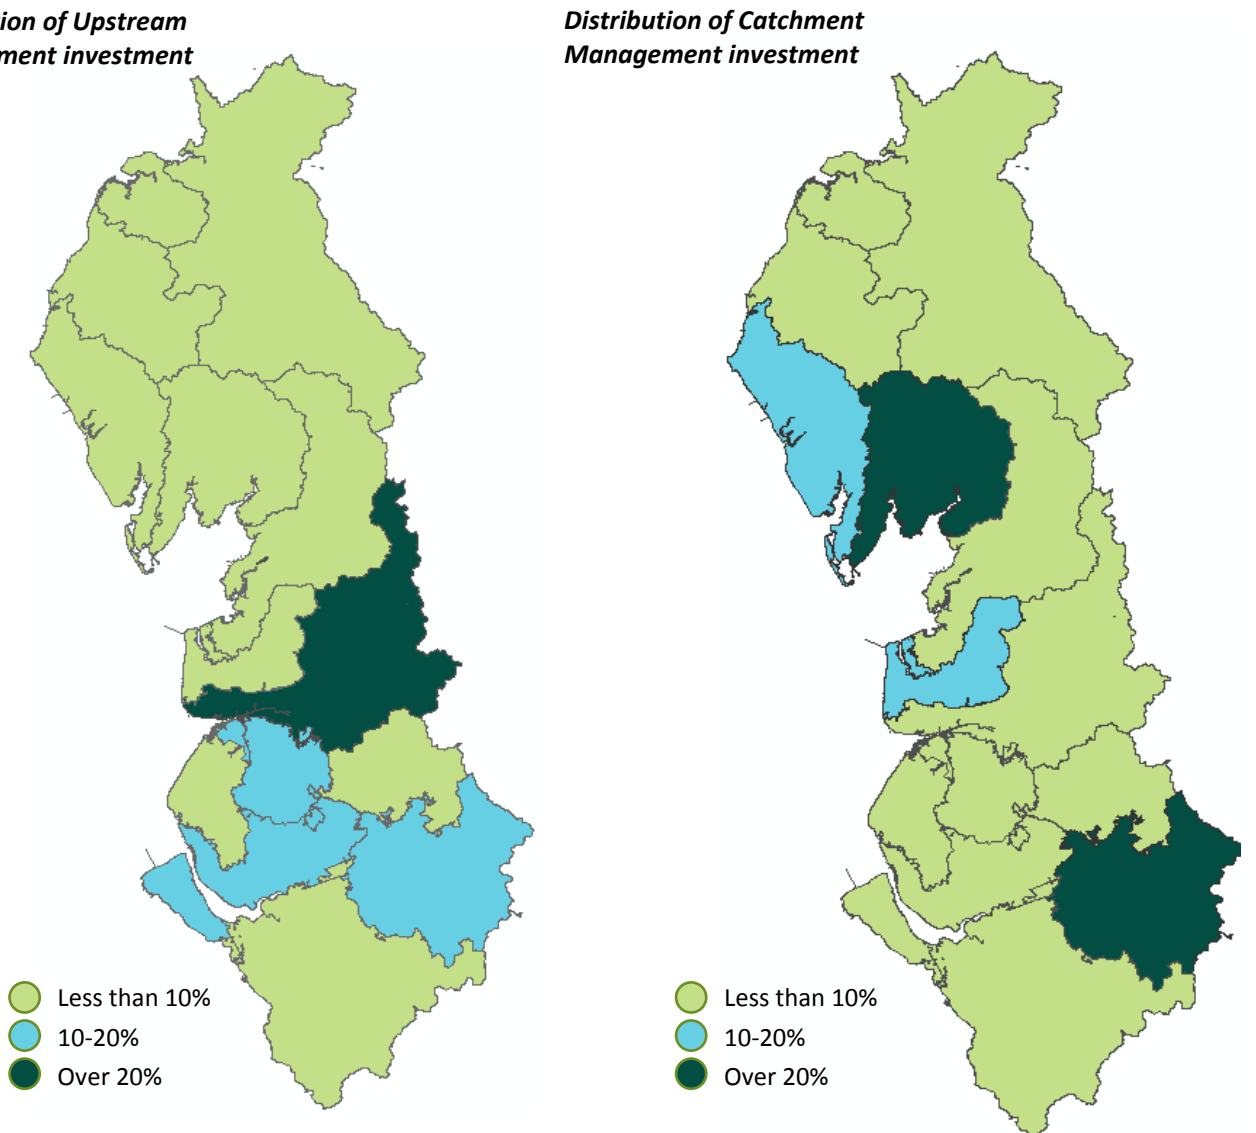 tion of Upstream
ment investment
Distribution of Catchment
Management investment
Less than 10%
10-20%
Over 20%
Less than 10%
10-20%
Over 20%